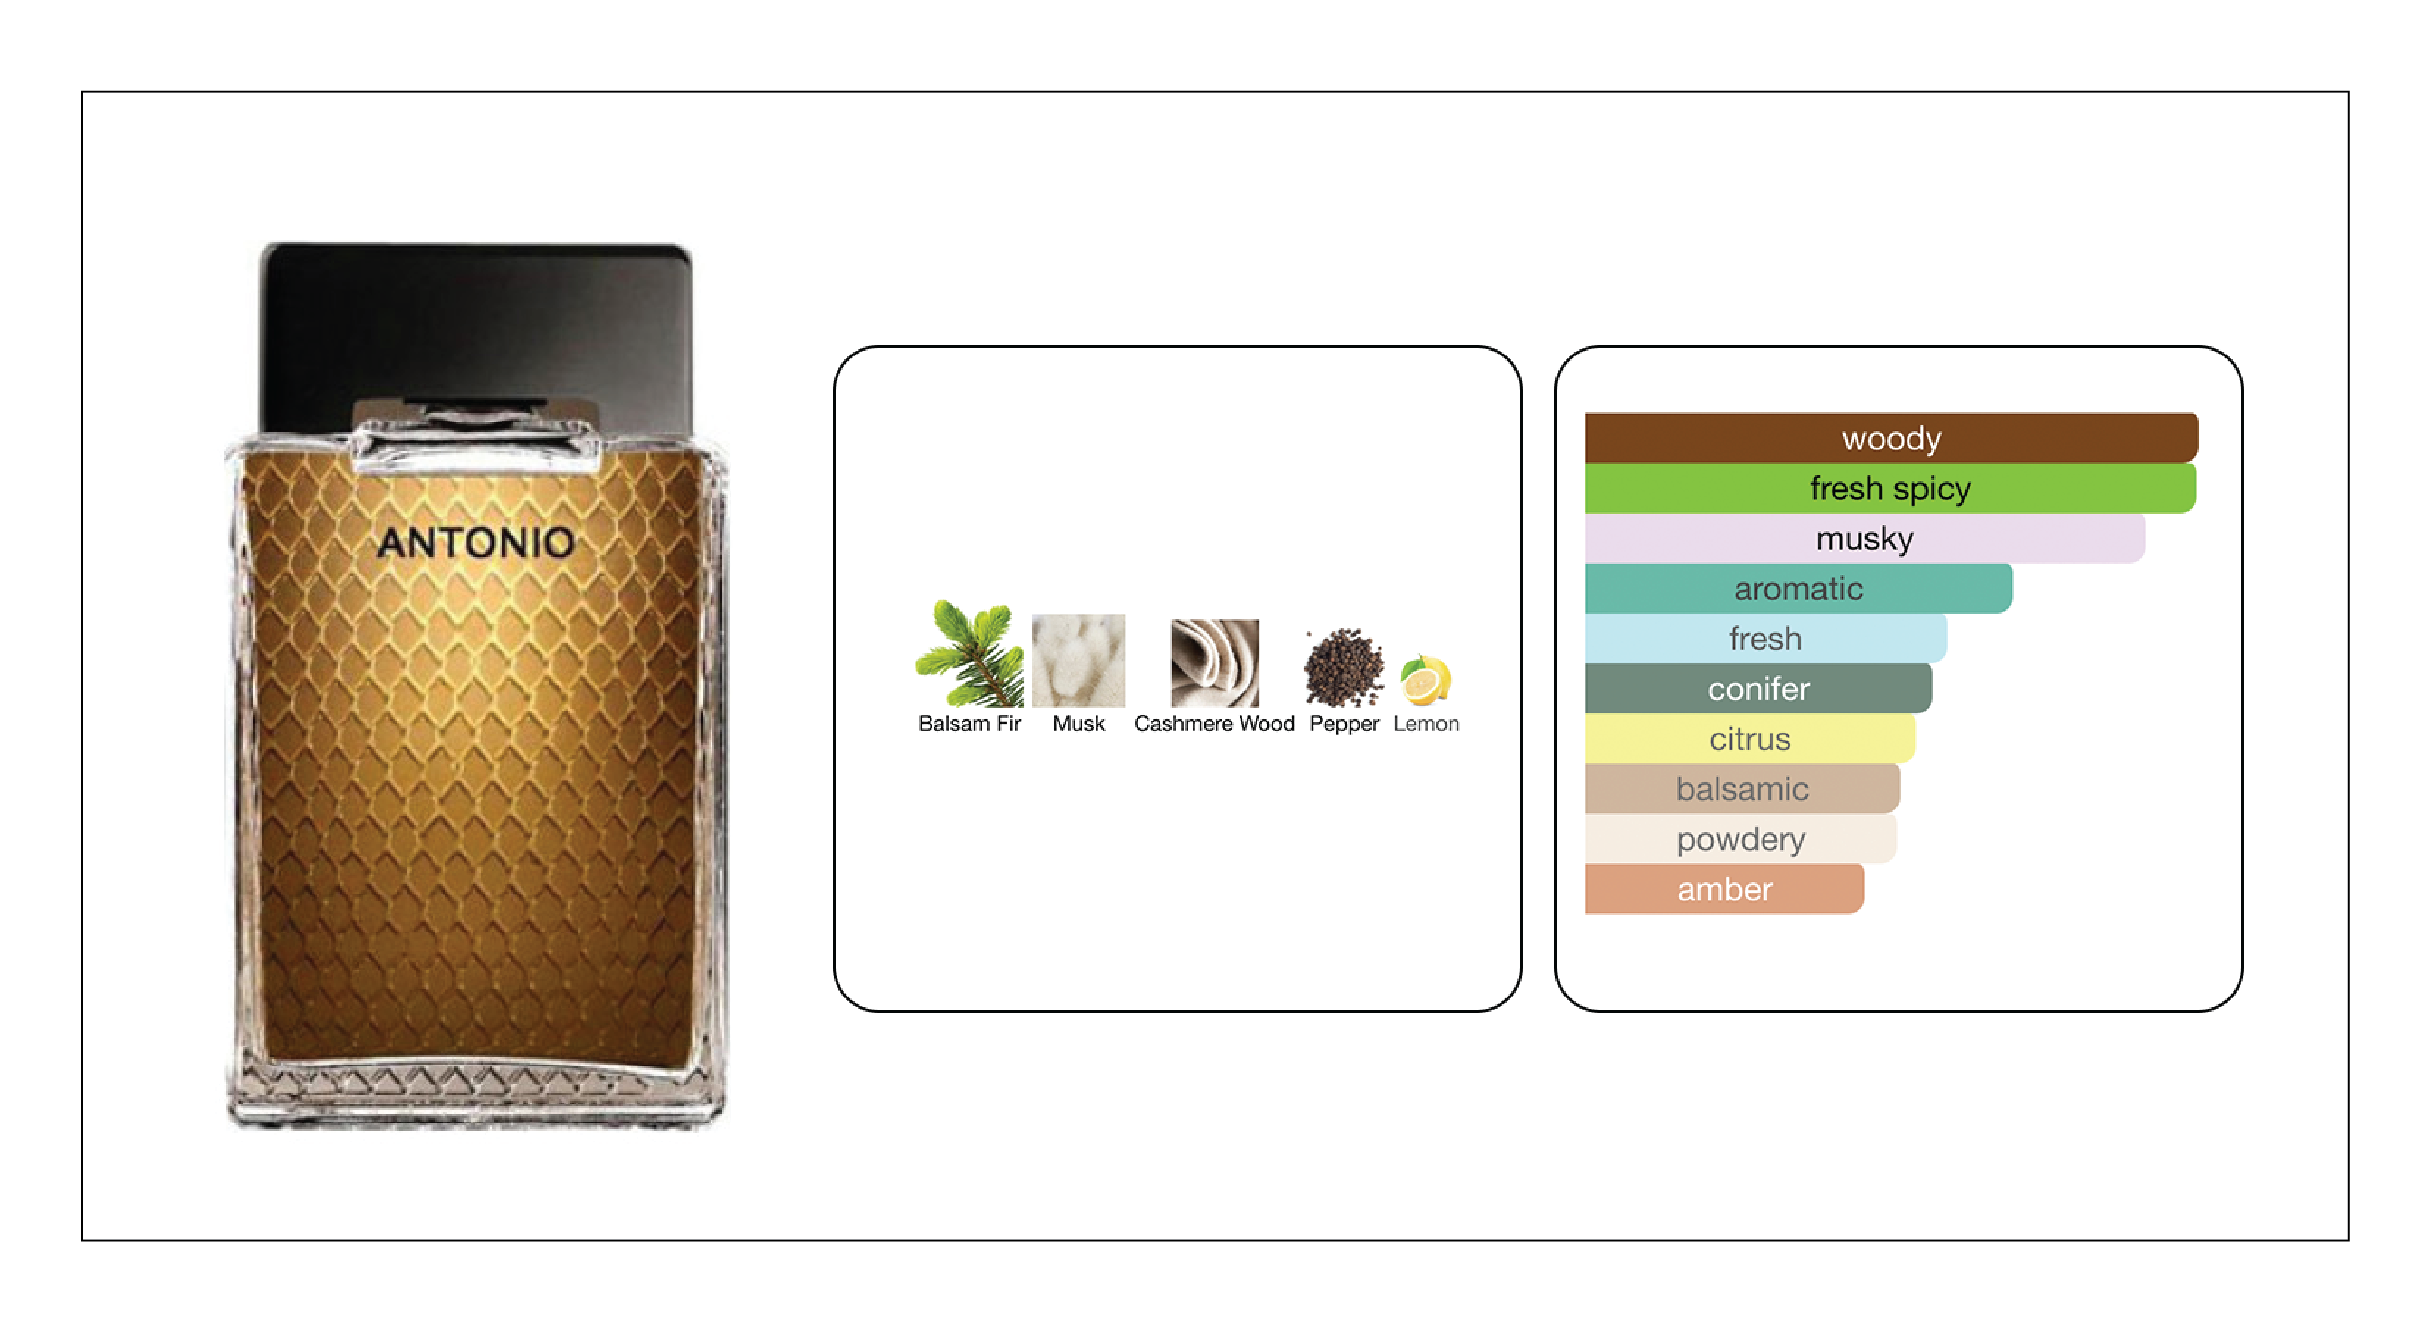 ANTONIO
Balsam Fir Musk Cashmere Wood Pepper Lemon
woody
fresh spicy
musky
aromatic
fresh
conifer
citrus
balsamic
powdery
amber